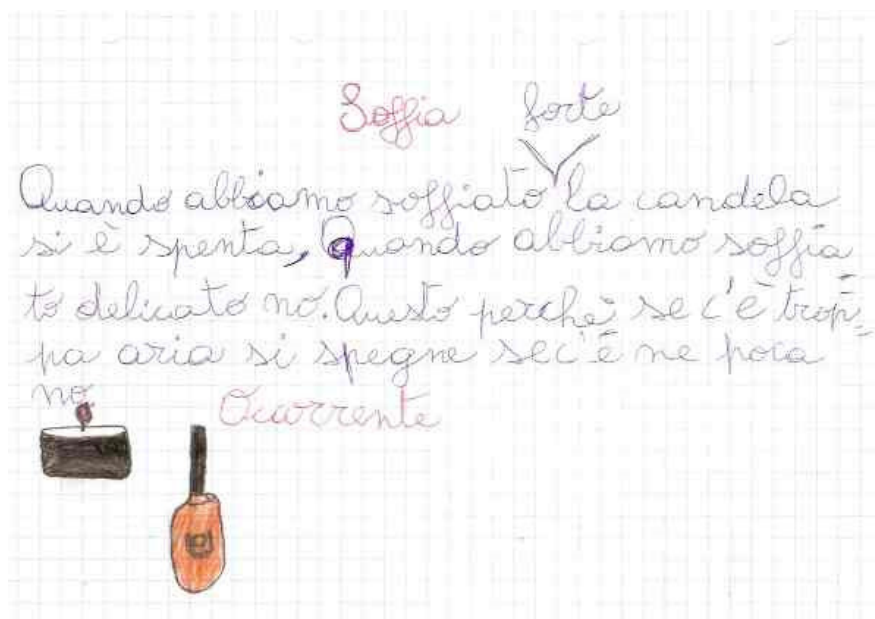 Soffia forte
Quando abbiamo soffiato la candela
si è spenta, quando abbiamo soffia
to delicato no. Questo perché se c'è trop=
pa aria si spegne se c'è ne poca
no.
Ocorrente